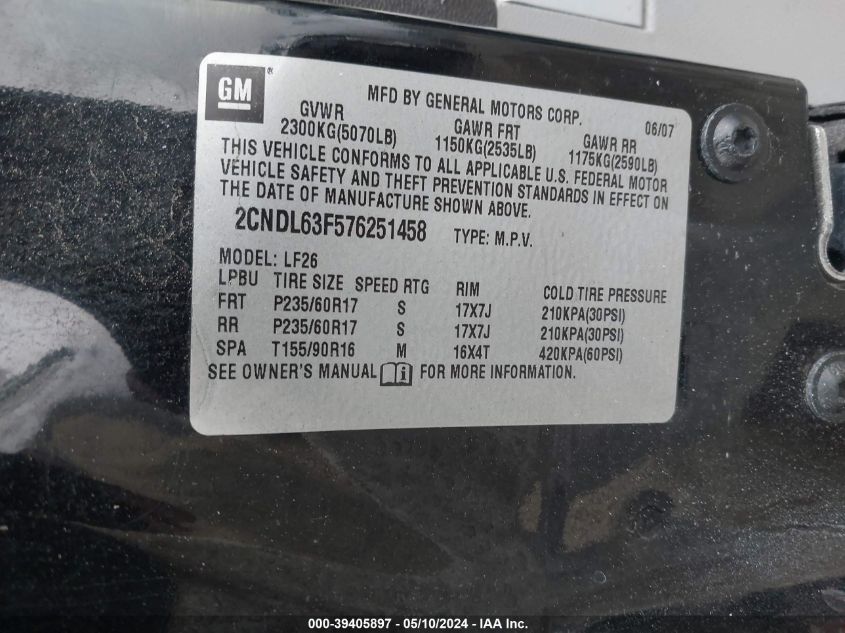 GM ®
MFD BY GENERAL MOTORS CORP. 06/07
GVWR GAWR FRT GAWR RR
2300KG(5070LB) 1150KG(2535LB) 1175KG(2590LB)
THIS VEHICLE CONFORMS TO ALL APPLICABLE U.S. FEDERAL MOTOR
VEHICLE SAFETY AND THEFT PREVENTION STANDARDS IN EFFECT ON
THE DATE OF MANUFACTURE SHOWN ABOVE.
2CNDL63F576251458 TYPE: M.P.V.
MODEL: LF26
LPBU TIRE SIZE SPEED RTG RIM COLD TIRE PRESSURE
FRT P235/60R17 S 17X7J 210KPA(30PSI)
RR P235/60R17 S 17X7J 210KPA(30PSI)
SPA T155/90R16 M 16X4T 420KPA(60PSI)
SEE OWNER'S MANUAL i FOR MORE INFORMATION.
000-39405897 - 05/10/2024 - IAA Inc.